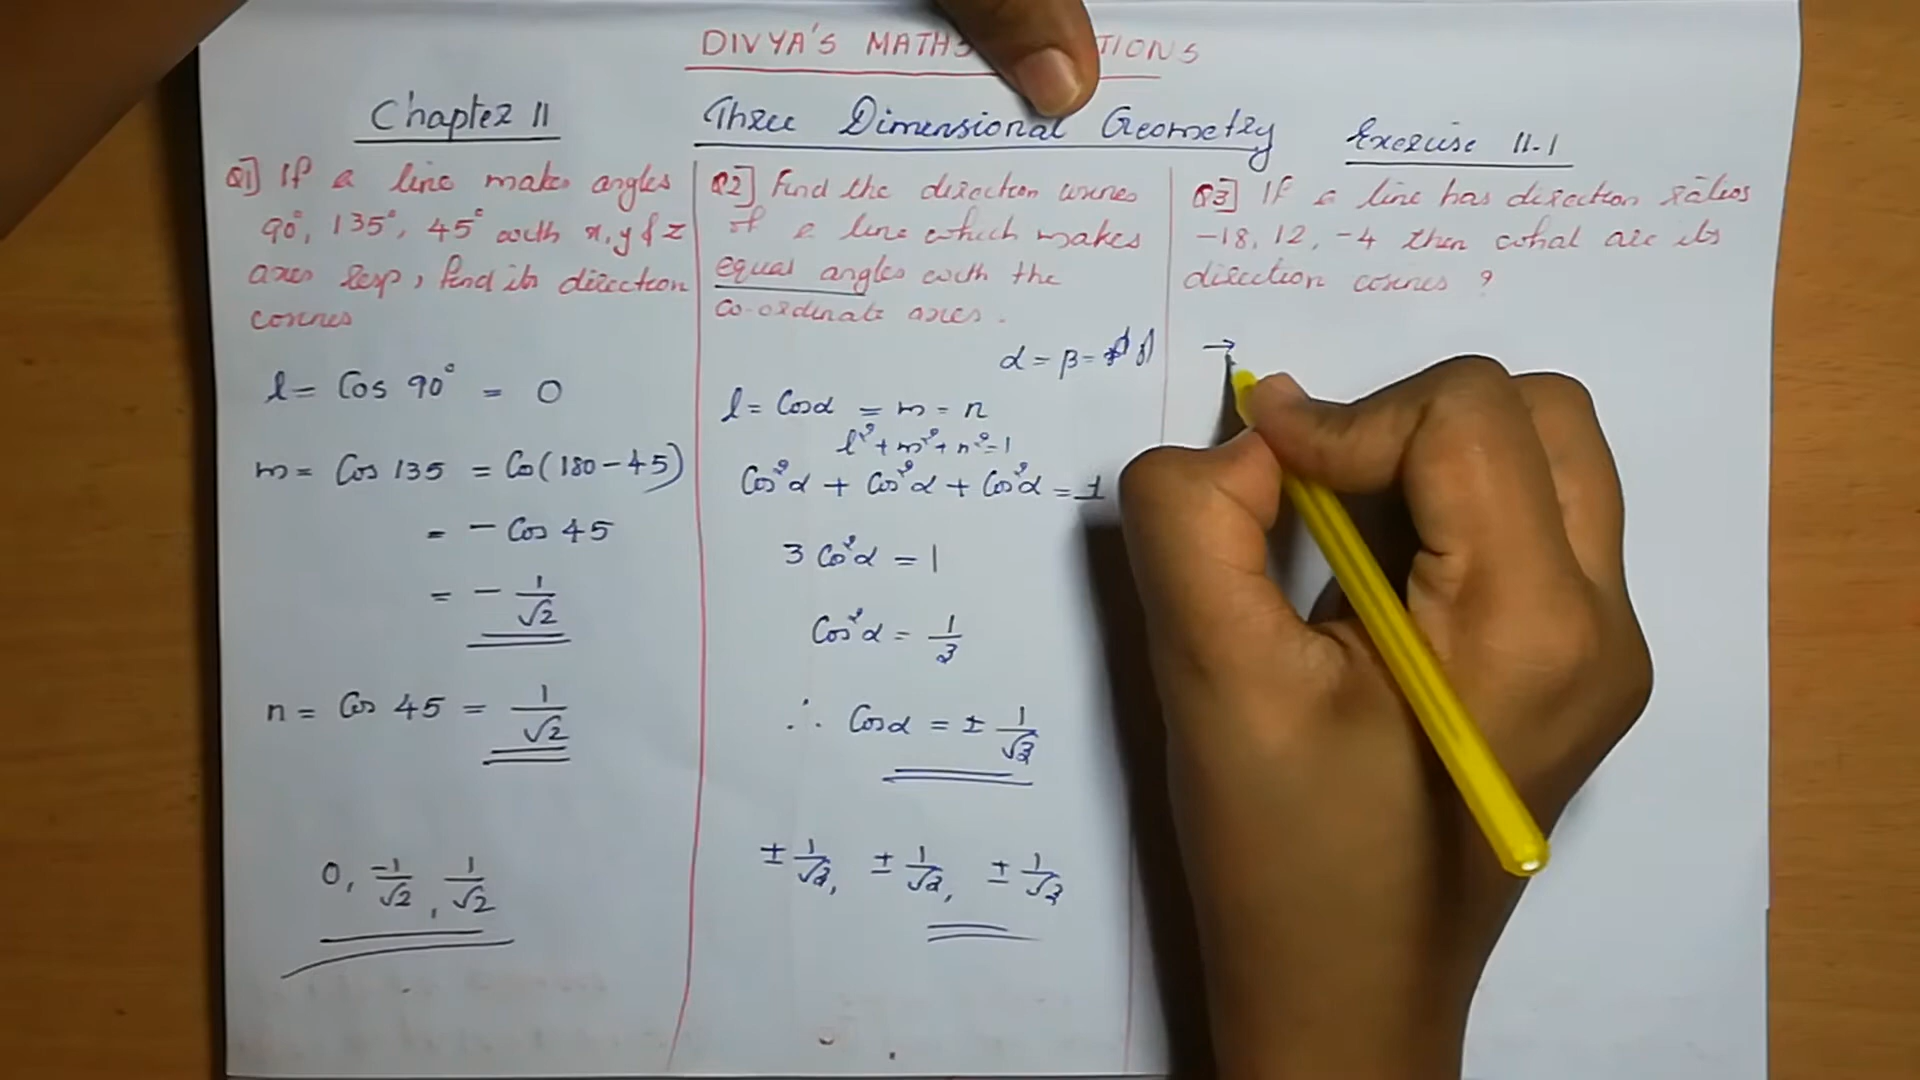 DIVYA'S MATHS TIONS
Chapter 11 Three Dimensional Geometry Exercise 11.1
Q1] If a line makes angles
90°, 135°, 45° with x, y & z
axes resp, find its direction
cosines
l = Cos 90° = 0
m = Cos 135 = Co(180-45)
= - Cos 45
= - 1/√2
n = Cos 45 = 1/√2
0, -1/√2, 1/√2
Q2] Find the direction cosines
of a line which makes
equal angles with the
co-ordinate axes.
α = β =
l = Cosα = m = n
l² + m² + n² = 1
Cos²α + Cos²α + Cos²α = 1
3 Cos²α = 1
Cos²α = 1/3
∴ Cosα = ± 1/√3
± 1/√3, ± 1/√3, ± 1/√3
Q3] If a line has direction ratios
-18, 12, -4 then what are its
direction cosines ?